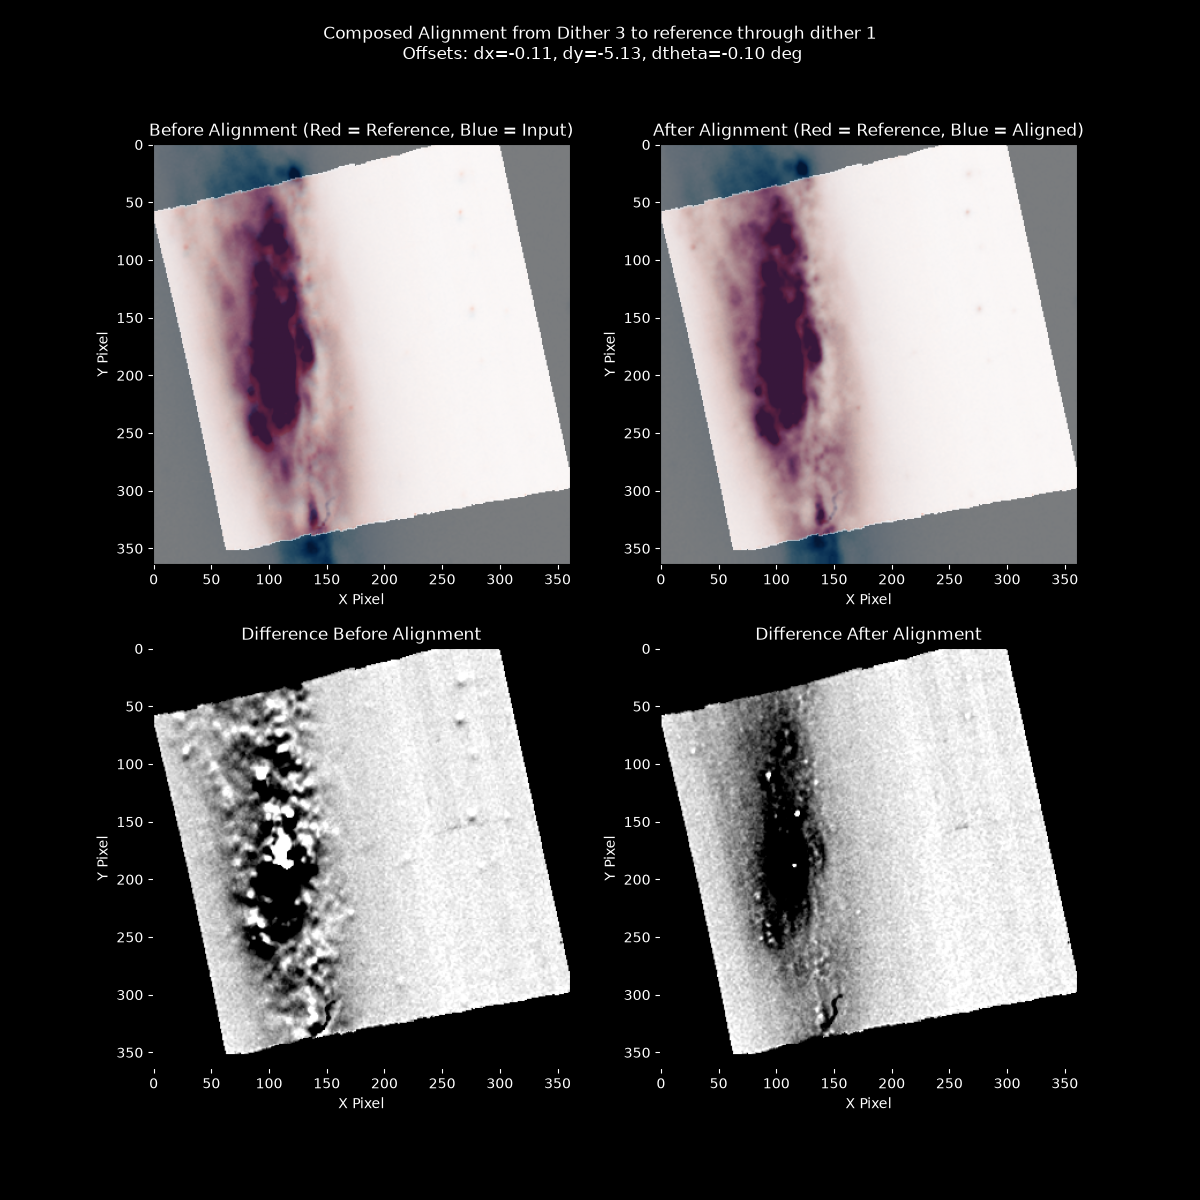 Composed Alignment from Dither 3 to reference through dither 1
Offsets: dx=-0.11, dy=-5.13, dtheta=-0.10 deg
Before Alignment (Red = Reference, Blue = Input)
0
50
100
150
200
250
300
350
Y Pixel
0 50 100 150 200 250 300 350
X Pixel
After Alignment (Red = Reference, Blue = Aligned)
0
50
100
150
200
250
300
350
Y Pixel
0 50 100 150 200 250 300 350
X Pixel
Difference Before Alignment
0
50
100
150
200
250
300
350
Y Pixel
0 50 100 150 200 250 300 350
X Pixel
Difference After Alignment
0
50
100
150
200
250
300
350
Y Pixel
0 50 100 150 200 250 300 350
X Pixel